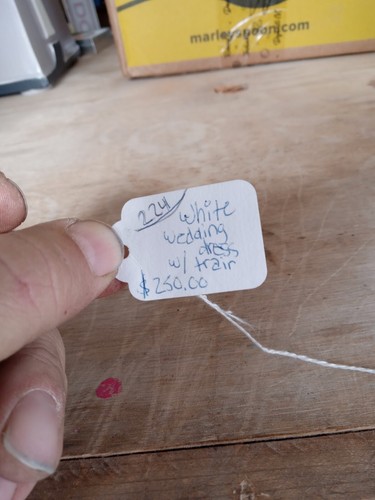 marleyspoon.com
224
White
wedding
dress
w/ train
$250.00